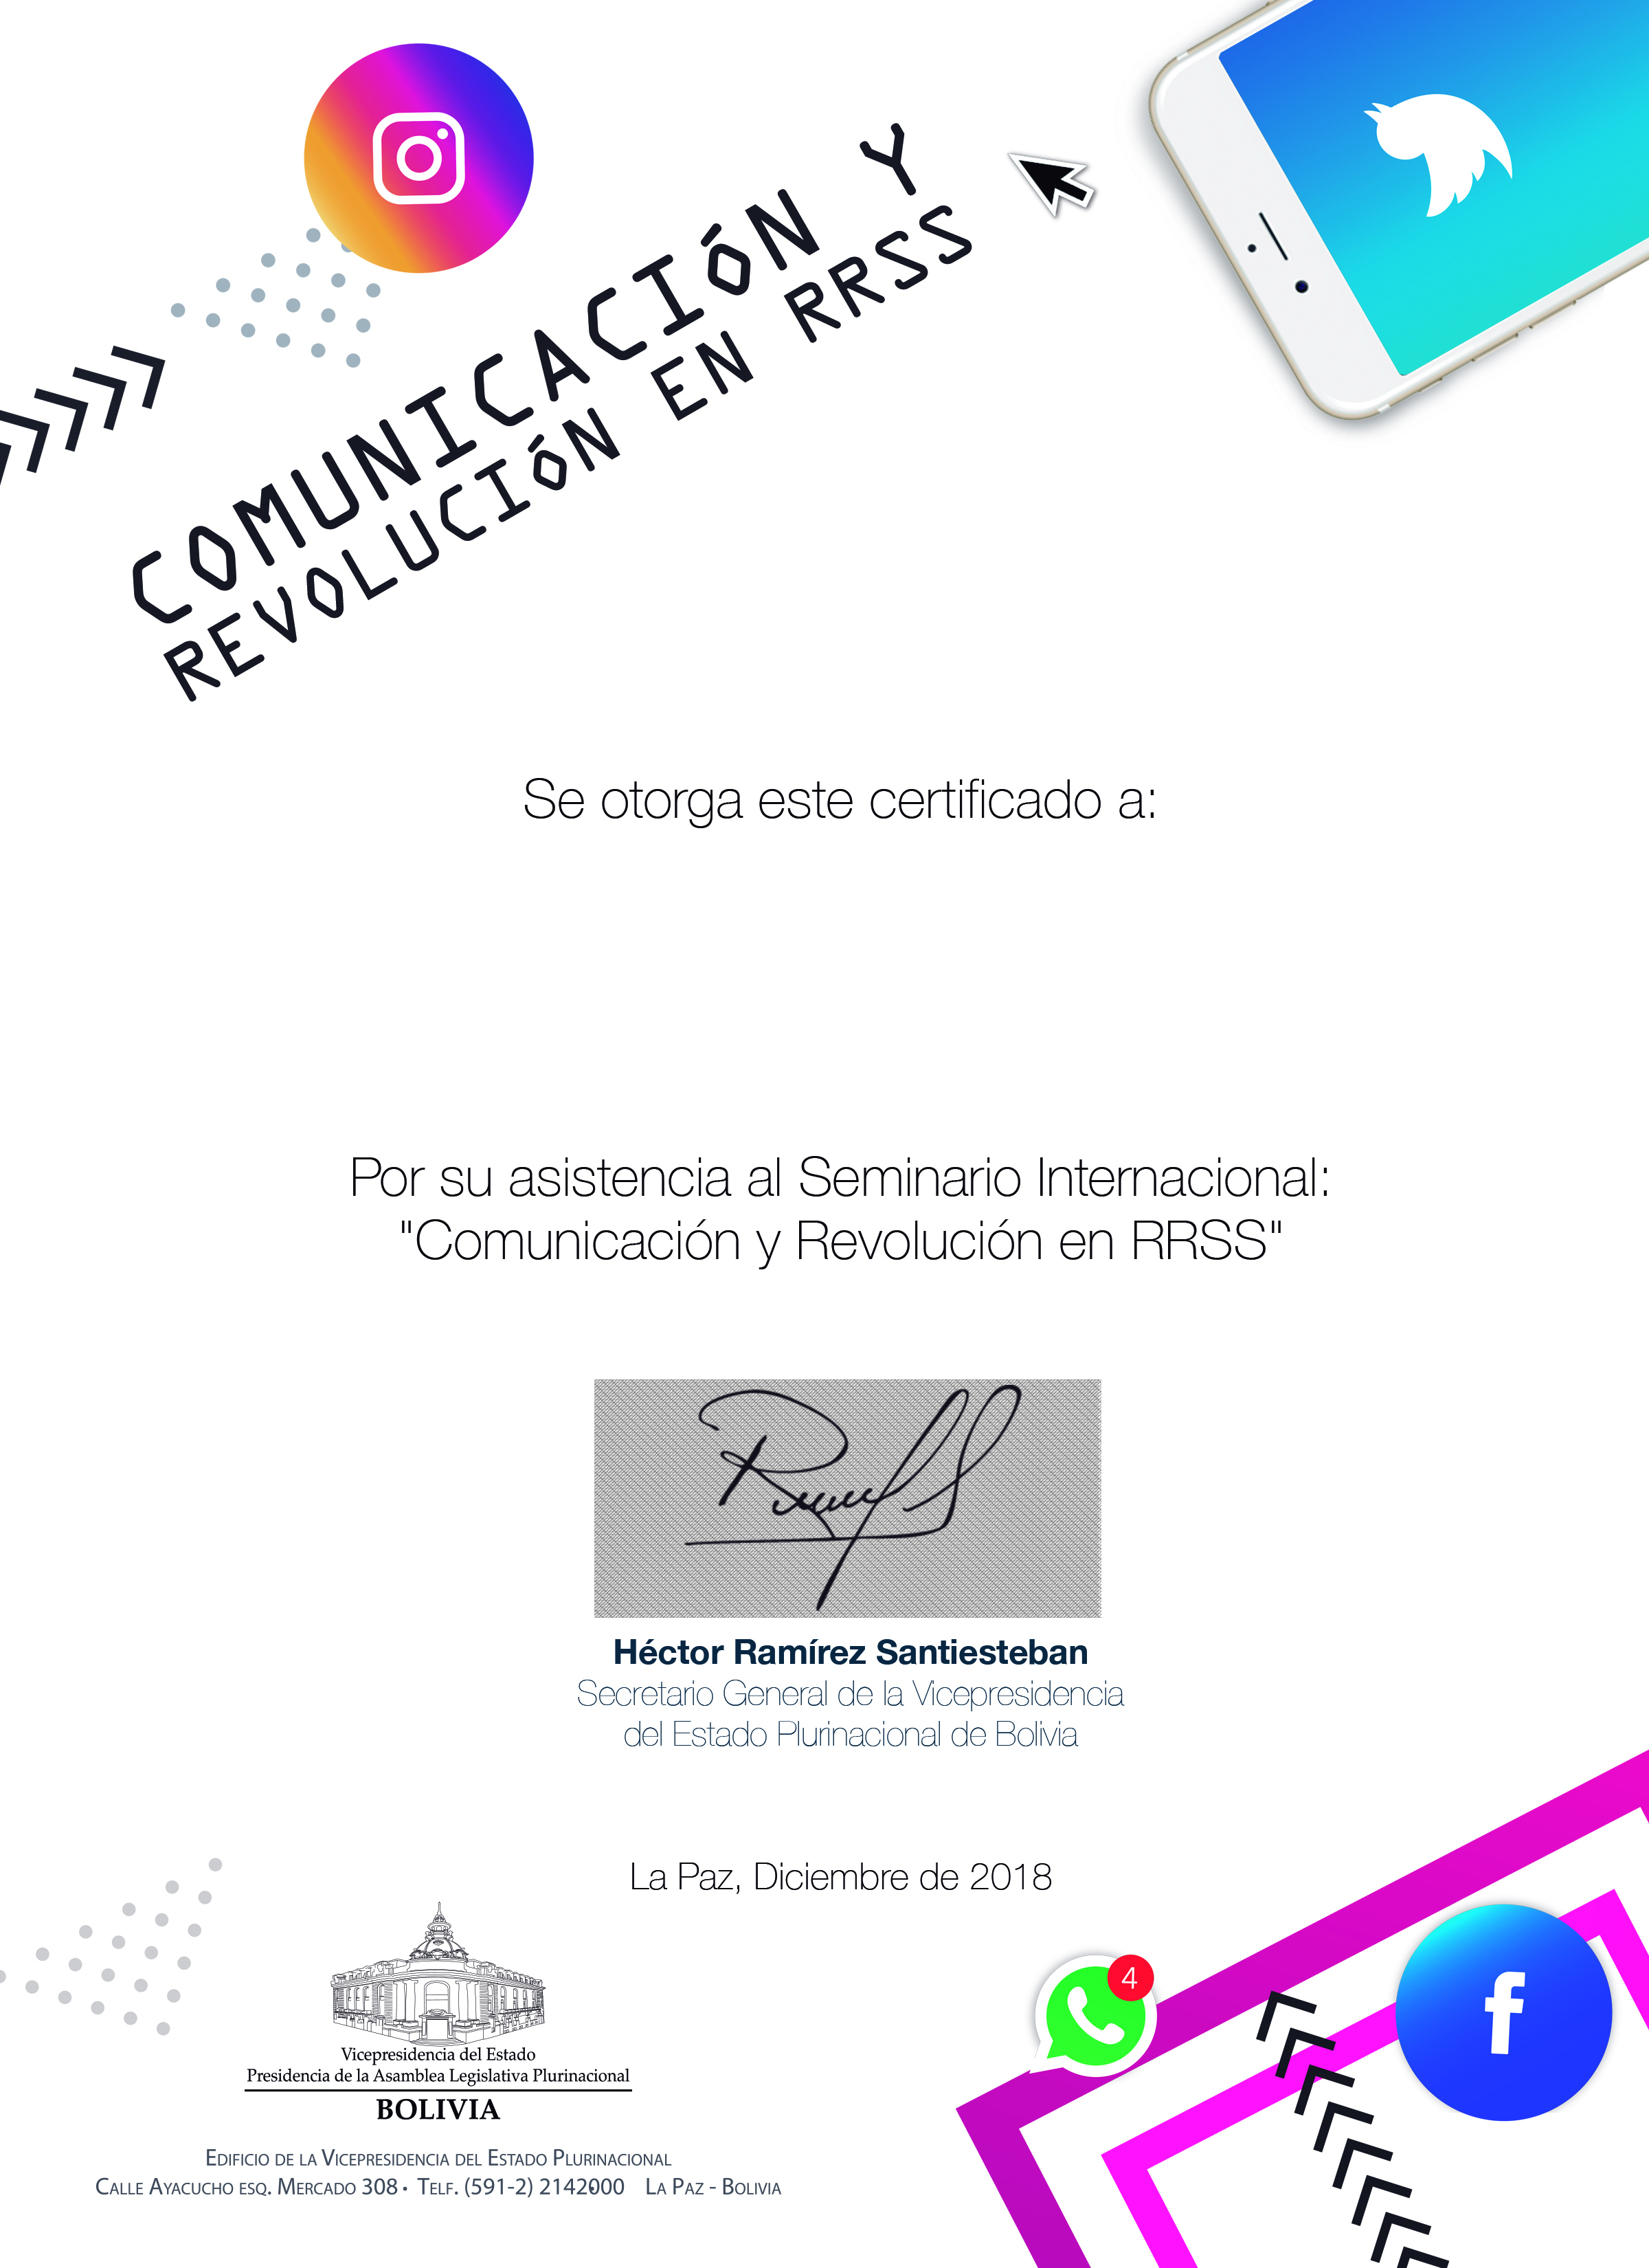 COMUNICACIÓN Y
REVOLUCIÓN EN RRSS
Se otorga este certificado a:
Por su asistencia al Seminario Internacional:
"Comunicación y Revolución en RRSS"
Héctor Ramírez Santiesteban
Secretario General de la Vicepresidencia
del Estado Plurinacional de Bolivia
La Paz, Diciembre de 2018
4
Vicepresidencia del Estado
Presidencia de la Asamblea Legislativa Plurinacional
BOLIVIA
Edificio de la Vicepresidencia del Estado Plurinacional
Calle Ayacucho esq. Mercado 308 • Telf. (591-2) 2142000 La Paz - Bolivia